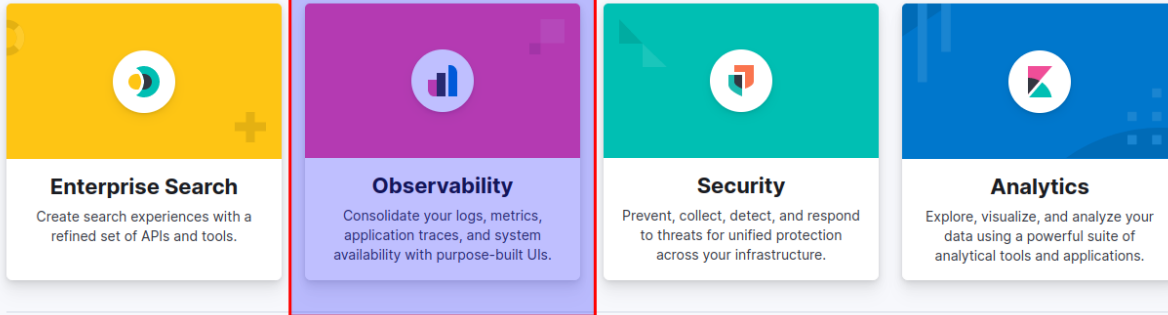 Enterprise Search
Create search experiences with a
refined set of APIs and tools.
Observability
Consolidate your logs, metrics,
application traces, and system
availability with purpose-built UIs.
Security
Prevent, collect, detect, and respond
to threats for unified protection
across your infrastructure.
Analytics
Explore, visualize, and analyze your
data using a powerful suite of
analytical tools and applications.